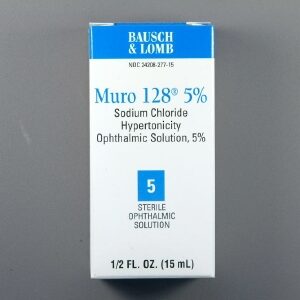 BAUSCH
& LOMB
NDC 24208-277-15
Muro 128® 5%
Sodium Chloride
Hypertonicity
Ophthalmic Solution, 5%
5
STERILE
OPHTHALMIC
SOLUTION
1/2 FL. OZ. (15 mL)